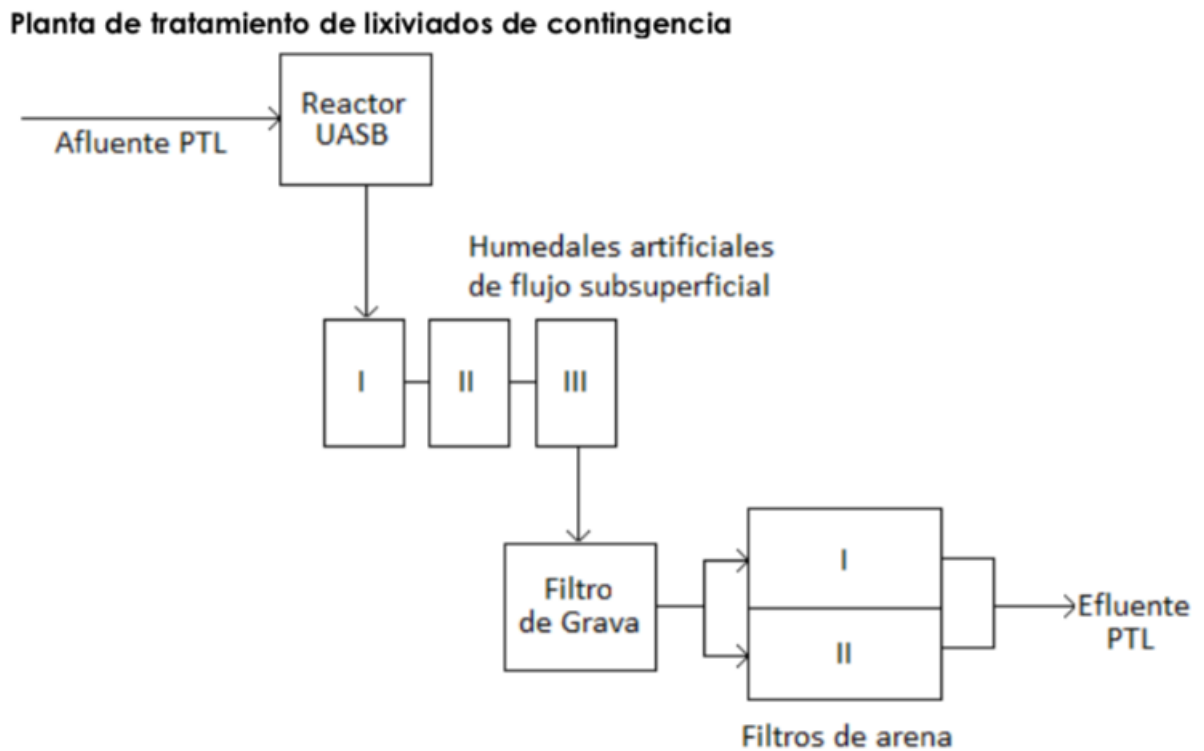 Planta de tratamiento de lixiviados de contingencia
Reactor
UASB
Afluente PTL
Humedales artificiales
de flujo subsuperficial
I
II
III
Filtro
de Grava
I
II
Efluente
PTL
Filtros de arena